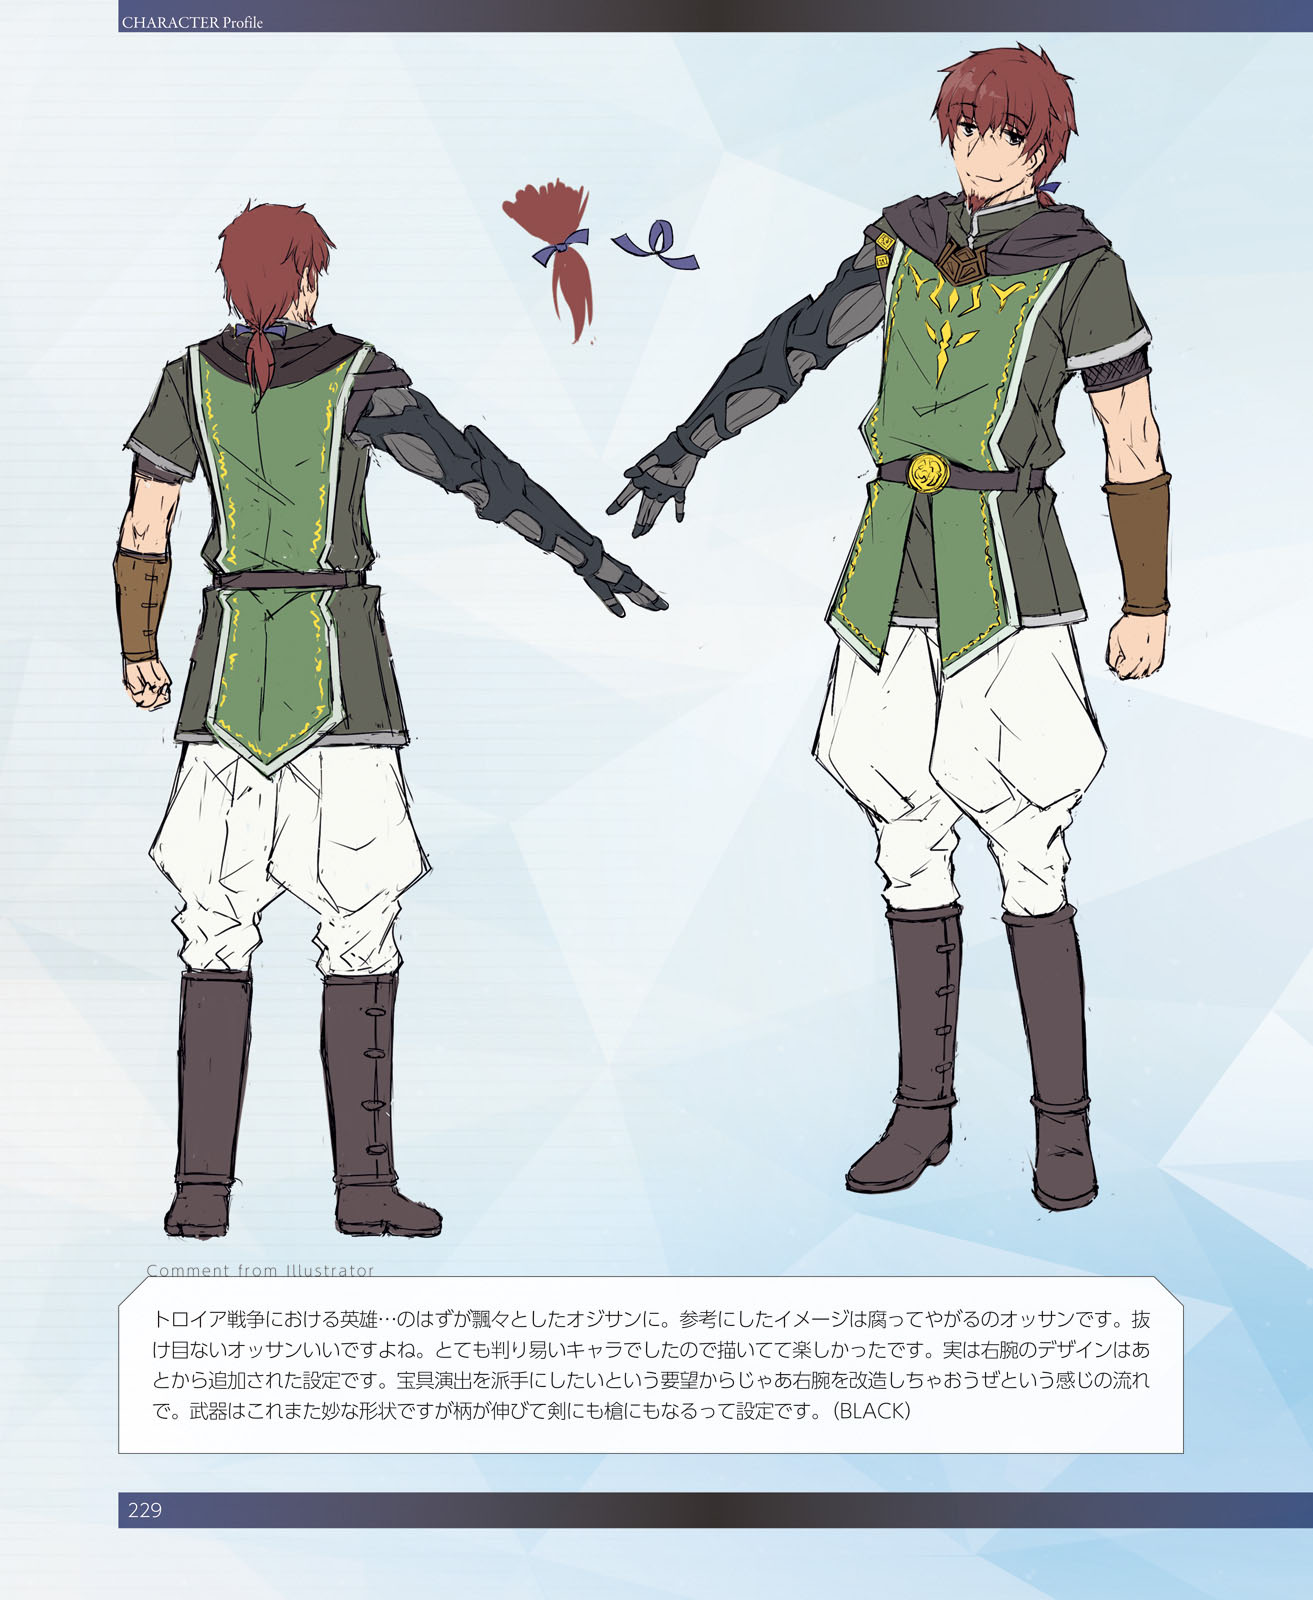 CHARACTER Profile
Comment from Illustrator
トロイア戦争における英雄…のはずが飄々としたオジサンに。参考にしたイメージは腐ってやがるのオッサンです。抜
け目ないオッサンいいですよね。とても判り易いキャラでしたので描いてて楽しかったです。実は右腕のデザインはあ
とから追加された設定です。宝具演出を派手にしたいという要望からじゃあ右腕を改造しちゃおうぜという感じの流れ
で。武器はこれまた妙な形状ですが柄が伸びて剣にも槍にもなるって設定です。（BLACK）
229